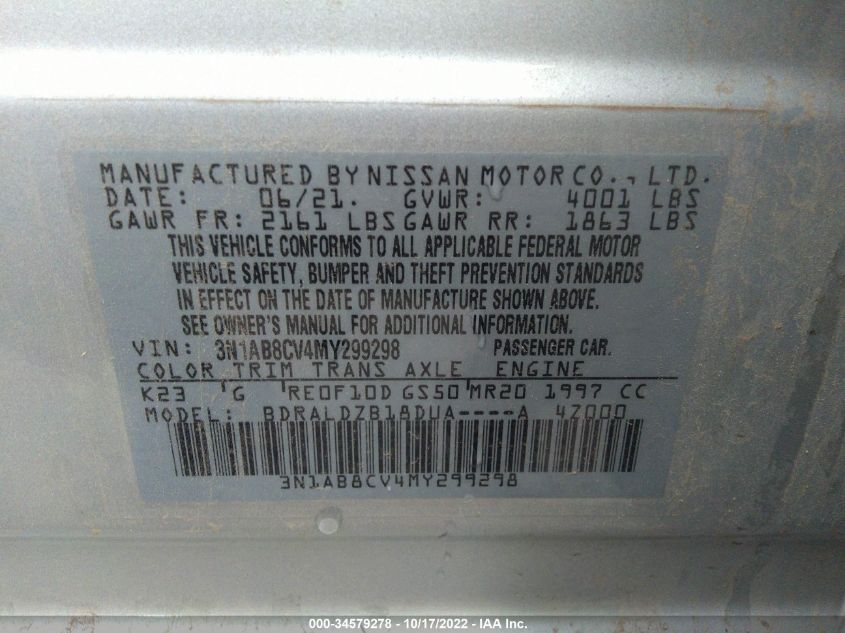 MANUFACTURED BY NISSAN MOTOR CO., LTD.
DATE: 06/21. GVWR: 4001 LBS
GAWR FR: 2161 LBS GAWR RR: 1863 LBS
THIS VEHICLE CONFORMS TO ALL APPLICABLE FEDERAL MOTOR
VEHICLE SAFETY, BUMPER AND THEFT PREVENTION STANDARDS
IN EFFECT ON THE DATE OF MANUFACTURE SHOWN ABOVE.
SEE OWNER'S MANUAL FOR ADDITIONAL INFORMATION.
VIN: 3N1AB8CV4MY299298 PASSENGER CAR.
COLOR TRIM TRANS AXLE ENGINE
K23 'G 'RE0F10D GS50'MR20 1997 CC
MODEL: BDRALDZB18DUA----A 4Z000
3N1AB8CV4MY299298
000-34579278 - 10/17/2022 - IAA Inc.